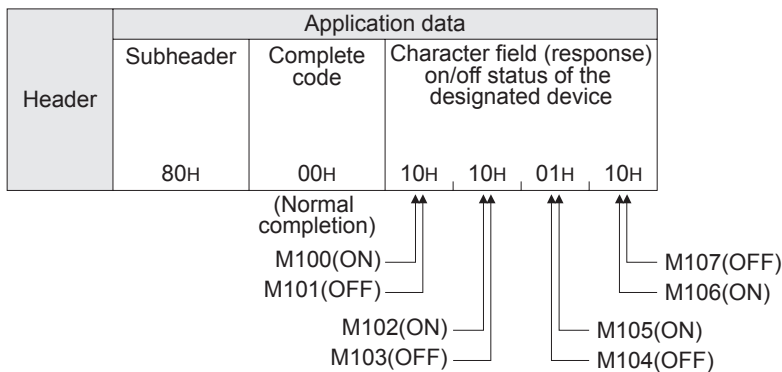 Application data
Header
Subheader
Complete code
Character field (response) on/off status of the designated device
80H
00H
10H
10H
01H
10H
(Normal completion)
M100(ON)
M101(OFF)
M102(ON)
M103(OFF)
M107(OFF)
M106(ON)
M105(ON)
M104(OFF)